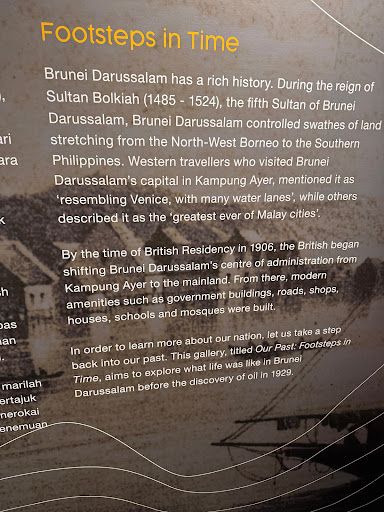 Footsteps in Time
Brunei Darussalam has a rich history. During the reign of
Sultan Bolkiah (1485 - 1524), the fifth Sultan of Brunei
Darussalam, Brunei Darussalam controlled swathes of land
stretching from the North-West Borneo to the Southern
Philippines. Western travellers who visited Brunei
Darussalam's capital in Kampung Ayer, mentioned it as
'resembling Venice, with many water lanes', while others
described it as the 'greatest ever of Malay cities'.
By the time of British Residency in 1906, the British began
shifting Brunei Darussalam's centre of administration from
Kampung Ayer to the mainland. From there, modern
amenities such as government buildings, roads, shops,
houses, schools and mosques were built.
In order to learn more about our nation, let us take a step
back into our past. This gallery, titled Our Past: Footsteps in
Time, aims to explore what life was like in Brunei
Darussalam before the discovery of oil in 1929.
marilah